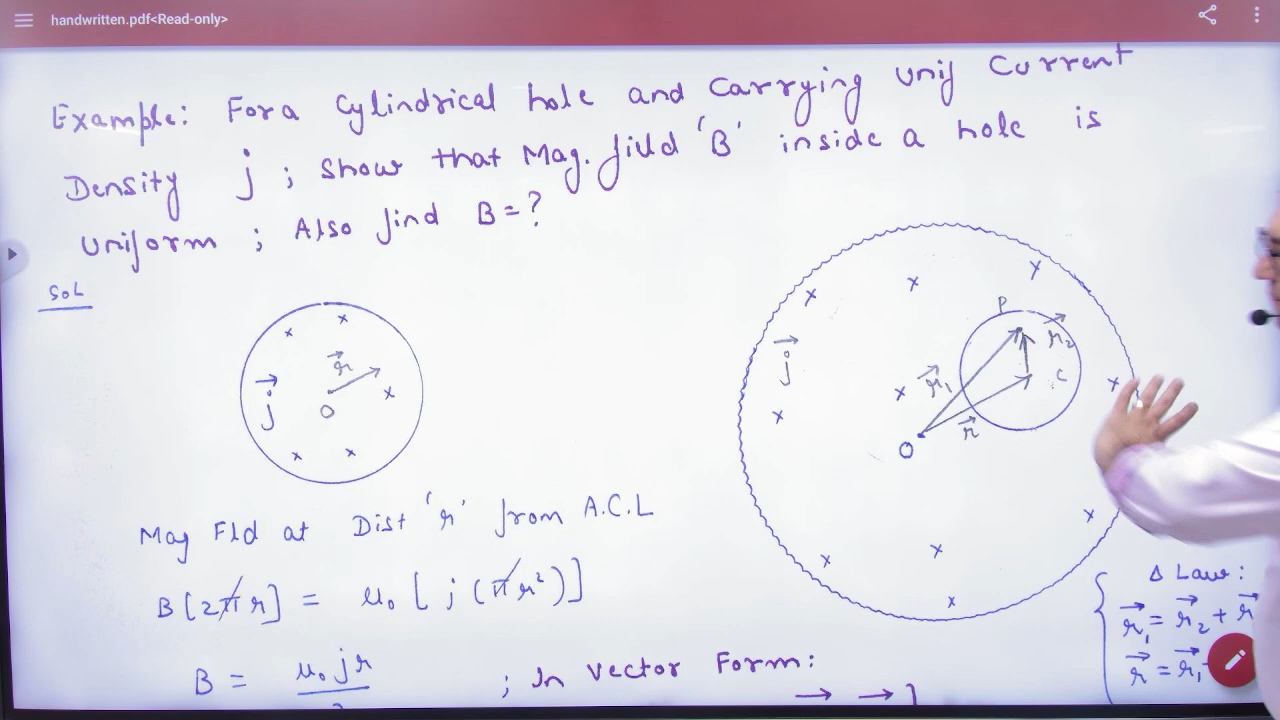 handwritten.pdf<Read-only>
Example: For a Cylindrical hole and Carrying Unif Current
Density j ; Show that Mag. field 'B' inside a hole is
Uniform ; Also find B = ?
SOL
j r O
j P r₂ C r₁ r O
Mag Fld at Dist 'r' from A.C.L
B[2πr] = μ₀ [j(πr²)]
B = μ₀jr ; In Vector Form:
Δ Law:
r₁ = r₂ + r
r = r₁